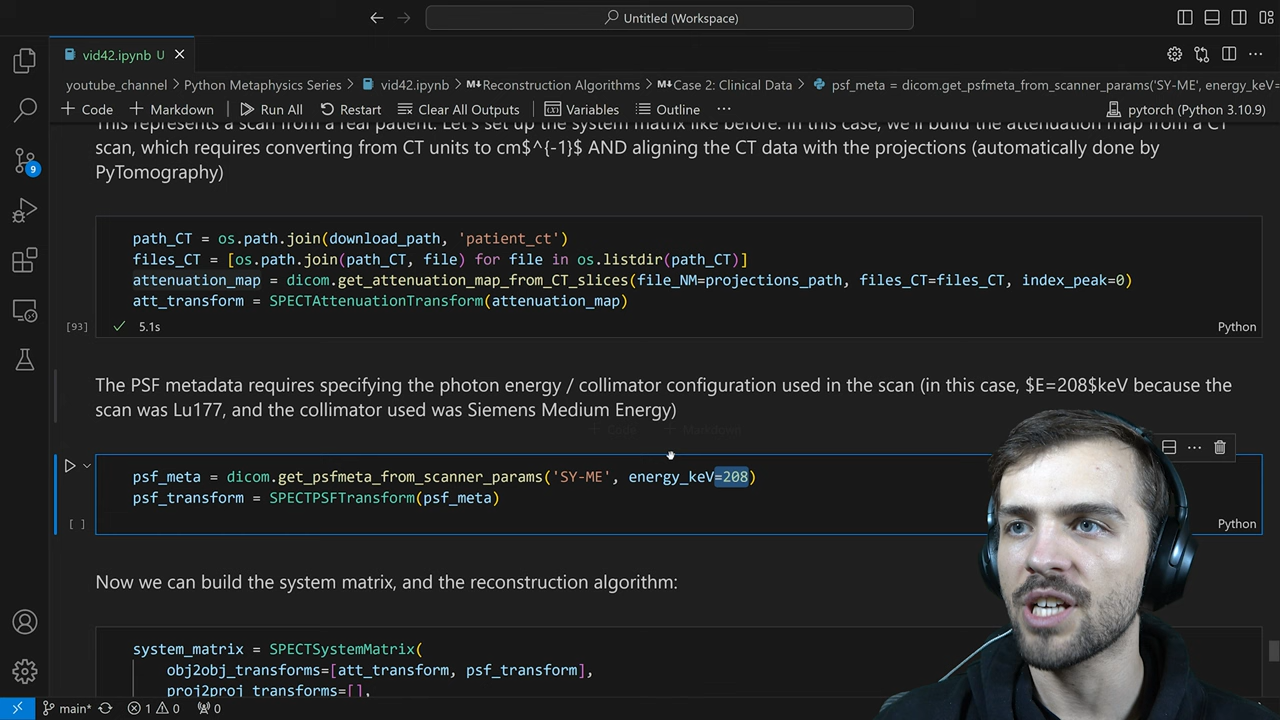 Untitled (Workspace)
vid42.ipynb U
youtube_channel > Python Metaphysics Series > vid42.ipynb > Reconstruction Algorithms > Case 2: Clinical Data > psf_meta = dicom.get_psfmeta_from_scanner_params('SY-ME', energy_keV=
Code Markdown Run All Restart Clear All Outputs Variables Outline ··· pytorch (Python 3.10.9)
This represents a scan from a real patient. Let's set up the system matrix like before. In this case, we'll build the attenuation map from a CT
scan, which requires converting from CT units to cm$^{-1}$ AND aligning the CT data with the projections (automatically done by
PyTomography)
path_CT = os.path.join(download_path, 'patient_ct')
files_CT = [os.path.join(path_CT, file) for file in os.listdir(path_CT)]
attenuation_map = dicom.get_attenuation_map_from_CT_slices(file_NM=projections_path, files_CT=files_CT, index_peak=0)
att_transform = SPECTAttenuationTransform(attenuation_map)
[93] 5.1s Python
The PSF metadata requires specifying the photon energy / collimator configuration used in the scan (in this case, $E=208$keV because the
scan was Lu177, and the collimator used was Siemens Medium Energy)
+ Code + Markdown
psf_meta = dicom.get_psfmeta_from_scanner_params('SY-ME', energy_keV=208)
psf_transform = SPECTPSFTransform(psf_meta)
[ ] Python
Now we can build the system matrix, and the reconstruction algorithm:
system_matrix = SPECTSystemMatrix(
obj2obj_transforms=[att_transform, psf_transform],
proj2proj_transforms=[],
9
main* 1 0 0